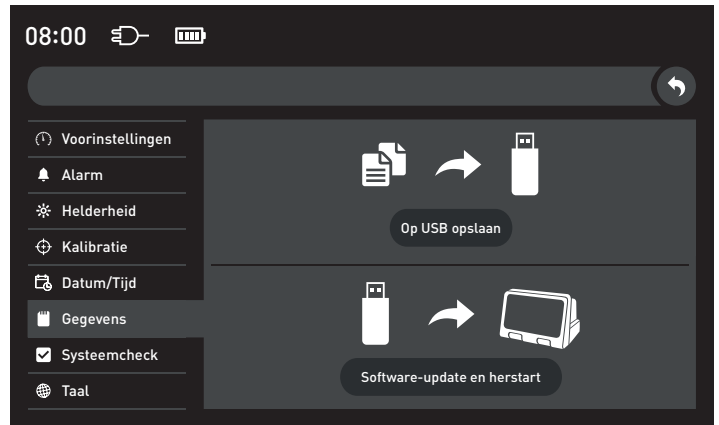 08:00
Voorinstellingen
Alarm
Helderheid
Kalibratie
Datum/Tijd
Gegevens
Systeemcheck
Taal
Op USB opslaan
Software-update en herstart